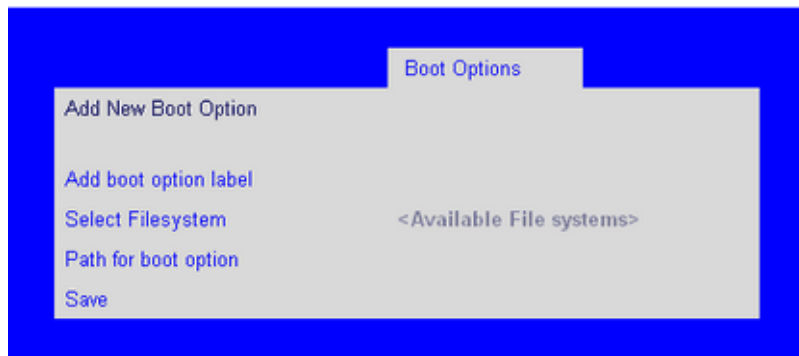 Boot Options
Add New Boot Option
Add boot option label
Select Filesystem <Available File systems>
Path for boot option
Save